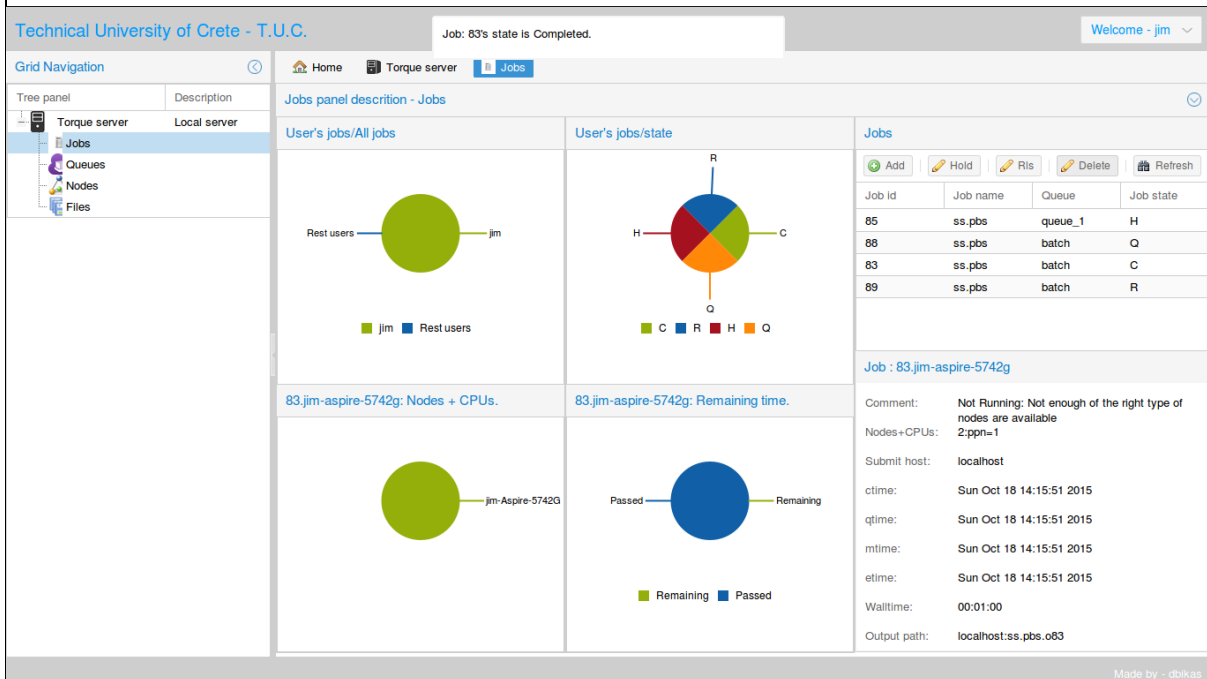 Technical University of Crete - T.U.C.
Job: 83's state is Completed.
Welcome - jim
Grid Navigation
Home
Torque server
Jobs
Tree panel
Description
Torque server
Local server
Jobs
Queues
Nodes
Files
Jobs panel descrition - Jobs
User's jobs/All jobs
Rest users
jim
jim
Rest users
User's jobs/state
R
H
C
Q
C
R
H
Q
Jobs
Add
Hold
Rls
Delete
Refresh
Job id Job name Queue Job state
85 ss.pbs queue_1 H
88 ss.pbs batch Q
83 ss.pbs batch C
89 ss.pbs batch R
83.jim-aspire-5742g: Nodes + CPUs.
jim-Aspire-5742G
83.jim-aspire-5742g: Remaining time.
Passed
Remaining
Remaining
Passed
Job : 83.jim-aspire-5742g
Comment: Not Running: Not enough of the right type of
nodes are available
Nodes+CPUs: 2:ppn=1
Submit host: localhost
ctime: Sun Oct 18 14:15:51 2015
qtime: Sun Oct 18 14:15:51 2015
mtime: Sun Oct 18 14:15:51 2015
etime: Sun Oct 18 14:15:51 2015
Walltime: 00:01:00
Output path: localhost:ss.pbs.o83
Made by - dbikas